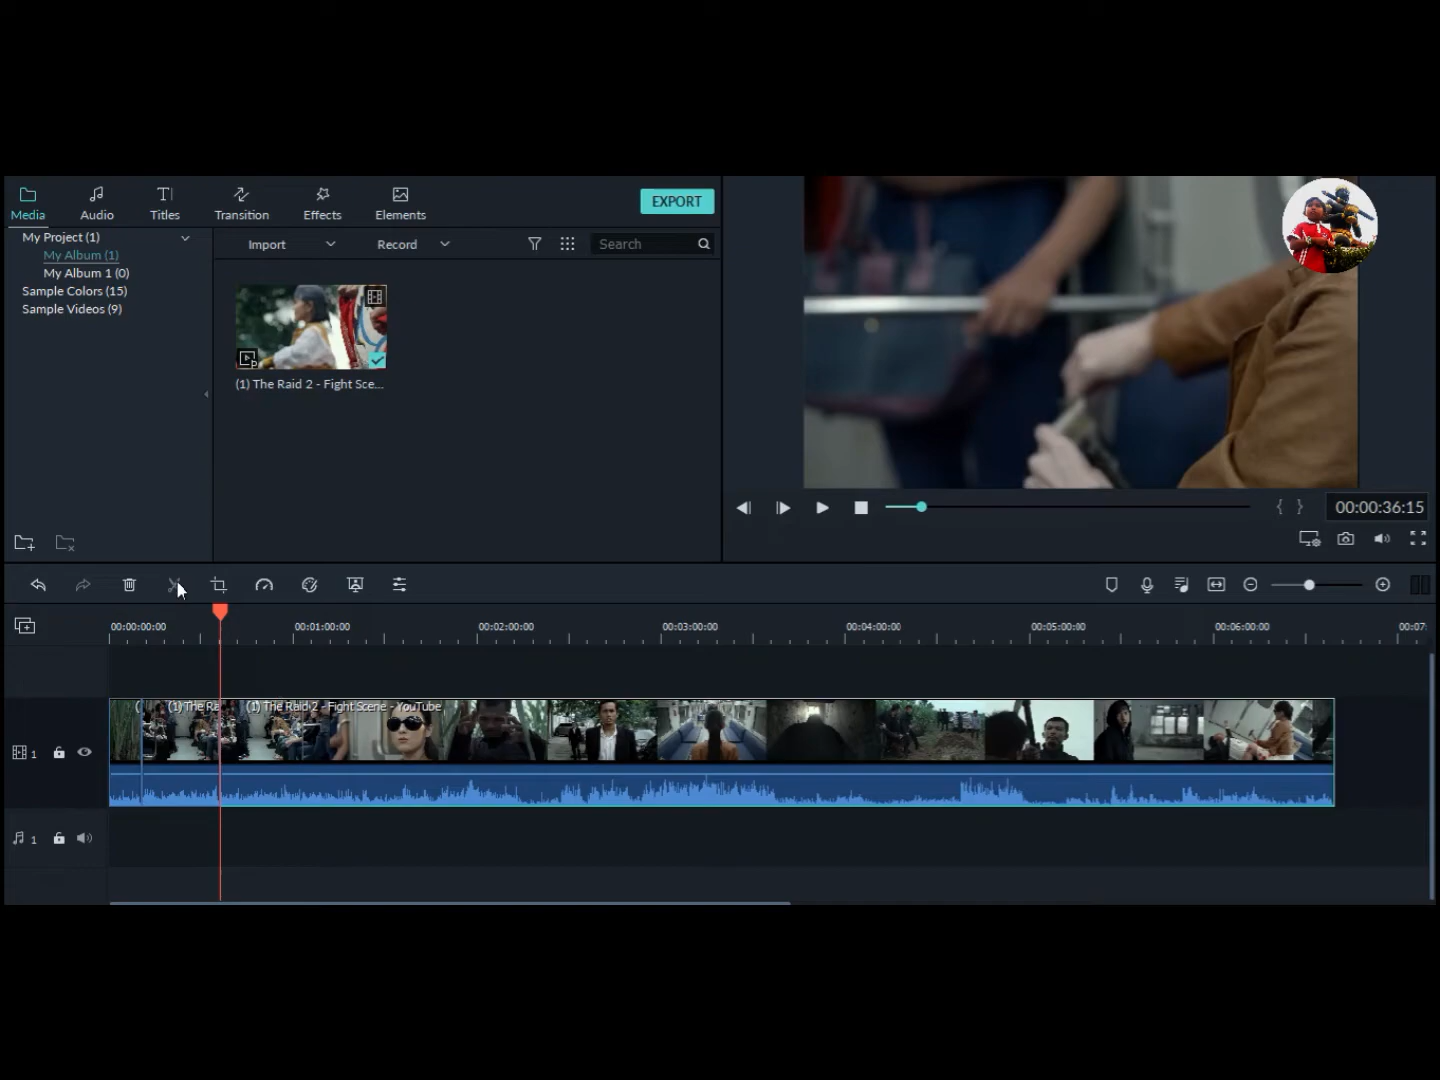 Media
Audio
Titles
Transition
Effects
Elements
EXPORT
My Project (1)
My Album (1)
My Album 1 (0)
Sample Colors (15)
Sample Videos (9)
Import
Record
Search
(1) The Raid 2 - Fight Sce...
{ }
00:00:36:15
00:00:00:00
00:01:00:00
00:02:00:00
00:03:00:00
00:04:00:00
00:05:00:00
00:06:00:00
00:07:
(
(1) The Ra
(1) The Raid 2 - Fight Scene - YouTube
1
1